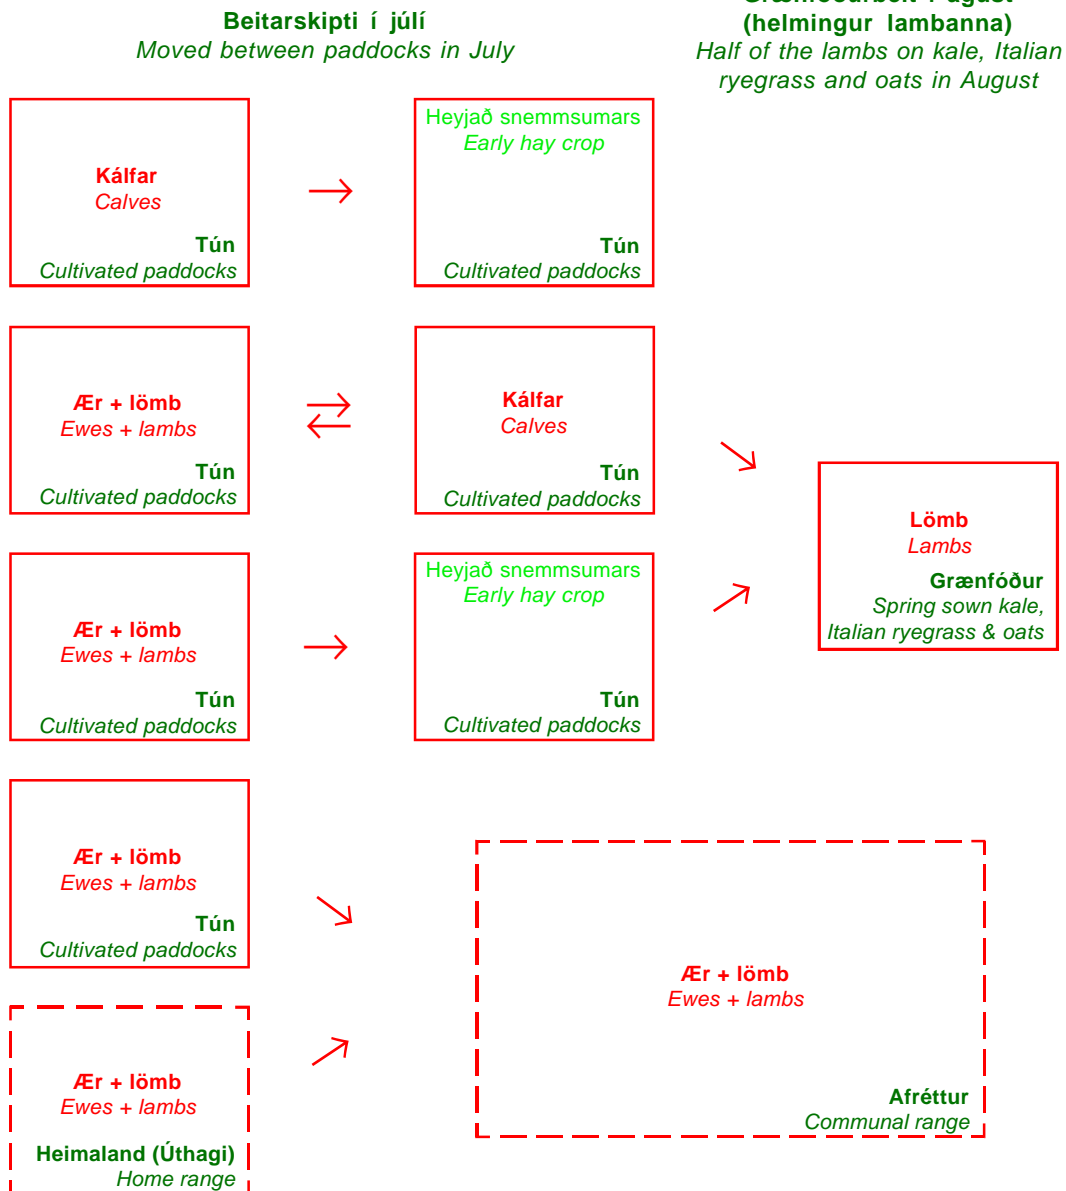 Beitarskipti í júlí
Moved between paddocks in July
(helmingur lambanna)
Half of the lambs on kale, Italian
ryegrass and oats in August
Kálfar
Calves
Tún
Cultivated paddocks
Heyjað snemmsumars
Early hay crop
Tún
Cultivated paddocks
Ær + lömb
Ewes + lambs
Tún
Cultivated paddocks
Kálfar
Calves
Tún
Cultivated paddocks
Lömb
Lambs
Grænfóður
Spring sown kale,
Italian ryegrass & oats
Ær + lömb
Ewes + lambs
Tún
Cultivated paddocks
Heyjað snemmsumars
Early hay crop
Tún
Cultivated paddocks
Ær + lömb
Ewes + lambs
Tún
Cultivated paddocks
Ær + lömb
Ewes + lambs
Afréttur
Communal range
Ær + lömb
Ewes + lambs
Heimaland (Úthagi)
Home range